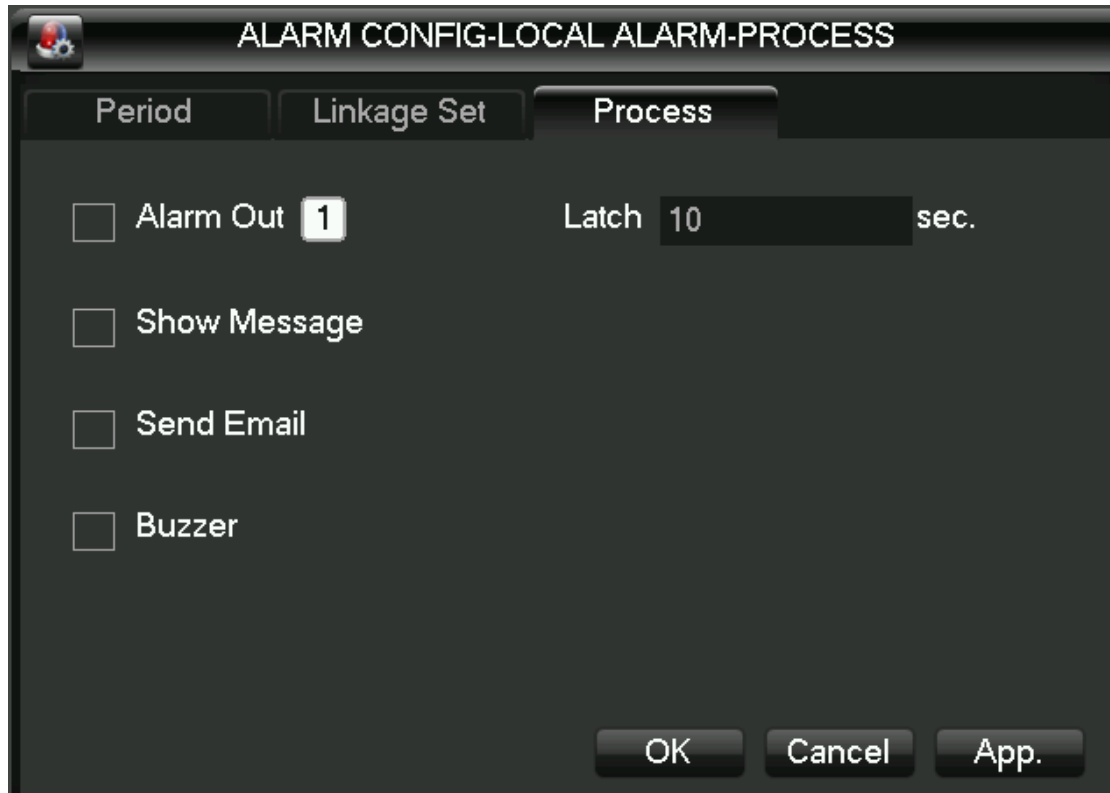 ALARM CONFIG-LOCAL ALARM-PROCESS
Period Linkage Set Process
Alarm Out 1 Latch 10 sec.
Show Message
Send Email
Buzzer
OK Cancel App.